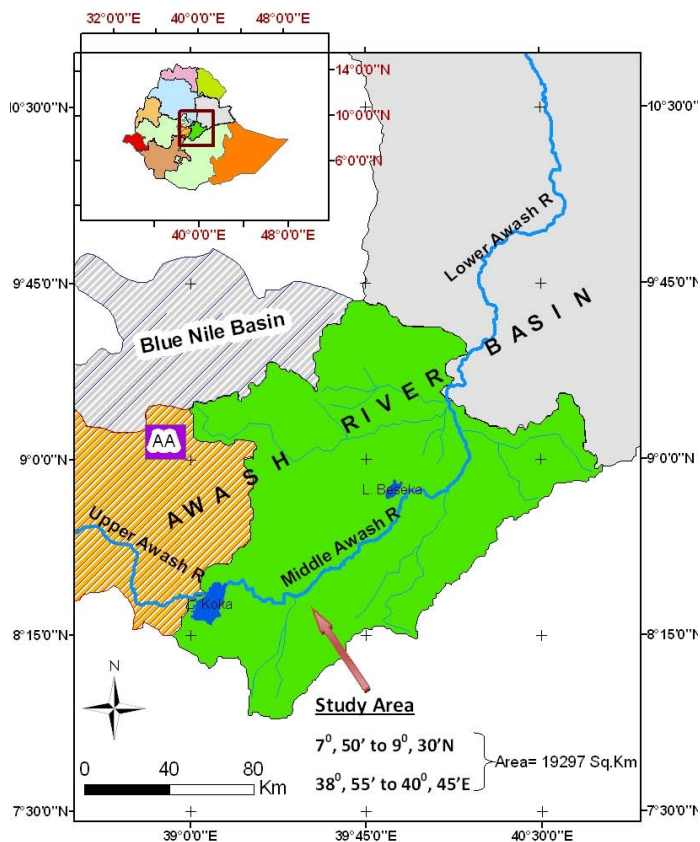 32°0'0"E 40°0'0"E 48°0'0"E
14°0'0"N
10°0'0"N
6°0'0"N
40°0'0"E 48°0'0"E
10°30'0"N 10°30'0"N
9°45'0"N 9°45'0"N
9°0'0"N 9°0'0"N
8°15'0"N 8°15'0"N
7°30'0"N 7°30'0"N
Lower Awash R
Blue Nile Basin
AWASH RIVER BASIN
AA
L. Beseka
Upper Awash R
Middle Awash R
L. Koka
N
Study Area
7⁰, 50' to 9⁰, 30'N
38⁰, 55' to 40⁰, 45'E
Area= 19297 Sq.Km
0 40 80
Km
39°0'0"E 39°45'0"E 40°30'0"E